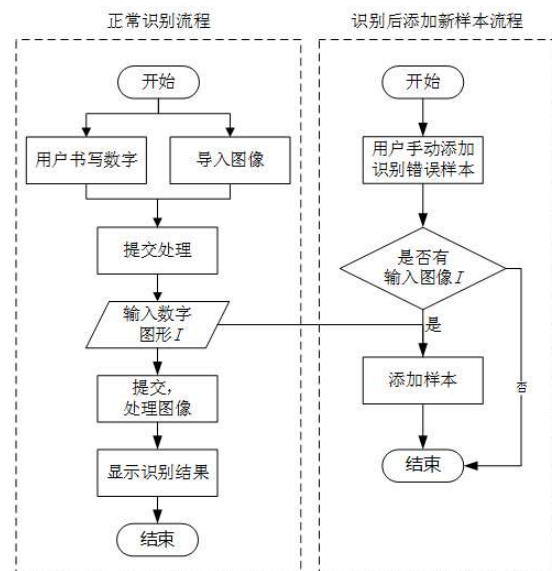 正常识别流程
开始
用户书写数字
导入图像
提交处理
输入数字
图形I
提交,
处理图像
显示识别结果
结束
识别后添加新样本流程
开始
用户手动添加
识别错误样本
是否有
输入图像I
是
否
添加样本
结束